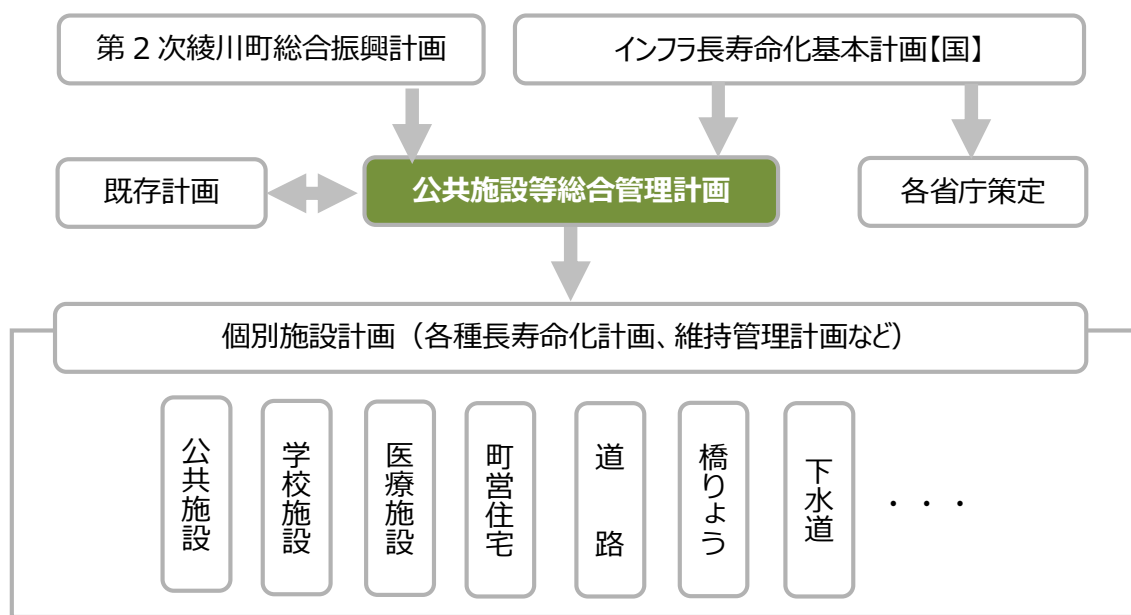 第2次綾川町総合振興計画
インフラ長寿命化基本計画【国】
既存計画
公共施設等総合管理計画
各省庁策定
個別施設計画（各種長寿命化計画、維持管理計画など）
公共施設
学校施設
医療施設
町営住宅
道路
橋りょう
下水道
・・・